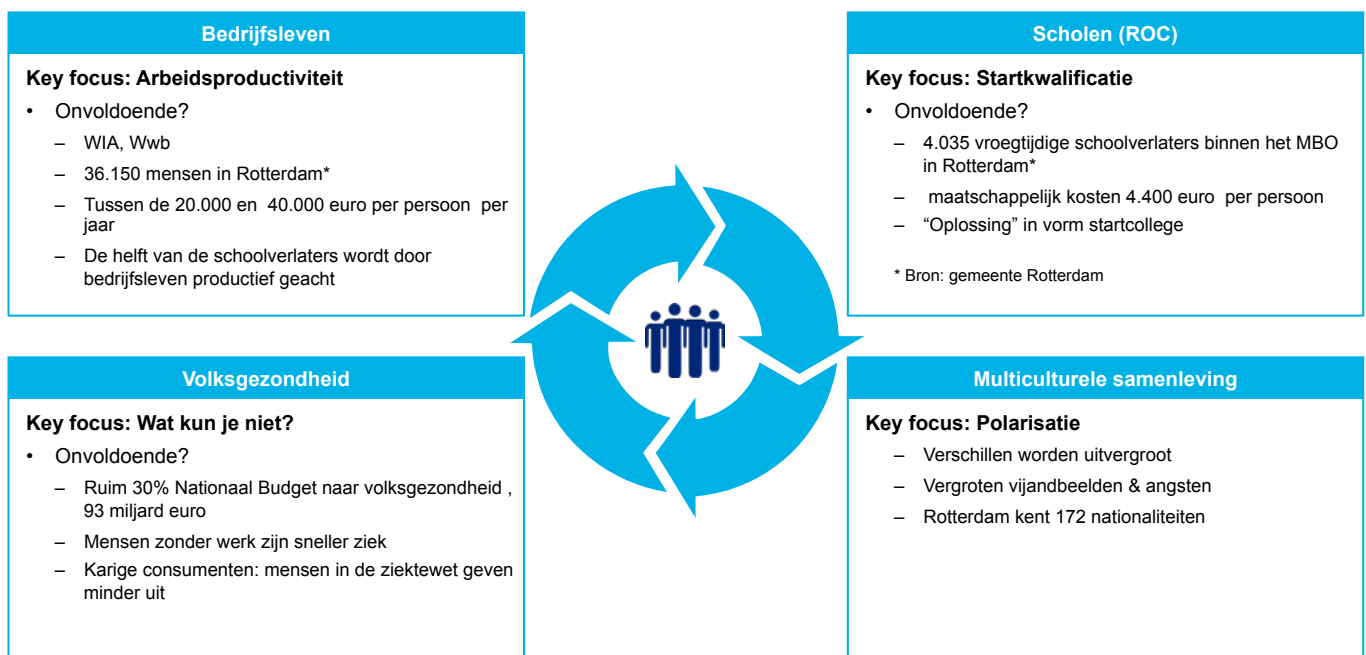 Bedrijfsleven
Key focus: Arbeidsproductiviteit
• Onvoldoende?
– WIA, Wwb
– 36.150 mensen in Rotterdam*
– Tussen de 20.000 en 40.000 euro per persoon per
jaar
– De helft van de schoolverlaters wordt door
bedrijfsleven productief geacht
Scholen (ROC)
Key focus: Startkwalificatie
• Onvoldoende?
– 4.035 vroegtijdige schoolverlaters binnen het MBO
in Rotterdam*
– maatschappelijk kosten 4.400 euro per persoon
– “Oplossing” in vorm startcollege
* Bron: gemeente Rotterdam
Volksgezondheid
Key focus: Wat kun je niet?
• Onvoldoende?
– Ruim 30% Nationaal Budget naar volksgezondheid ,
93 miljard euro
– Mensen zonder werk zijn sneller ziek
– Karige consumenten: mensen in de ziektewet geven
minder uit
Multiculturele samenleving
Key focus: Polarisatie
– Verschillen worden uitvergroot
– Vergroten vijandbeelden & angsten
– Rotterdam kent 172 nationaliteiten